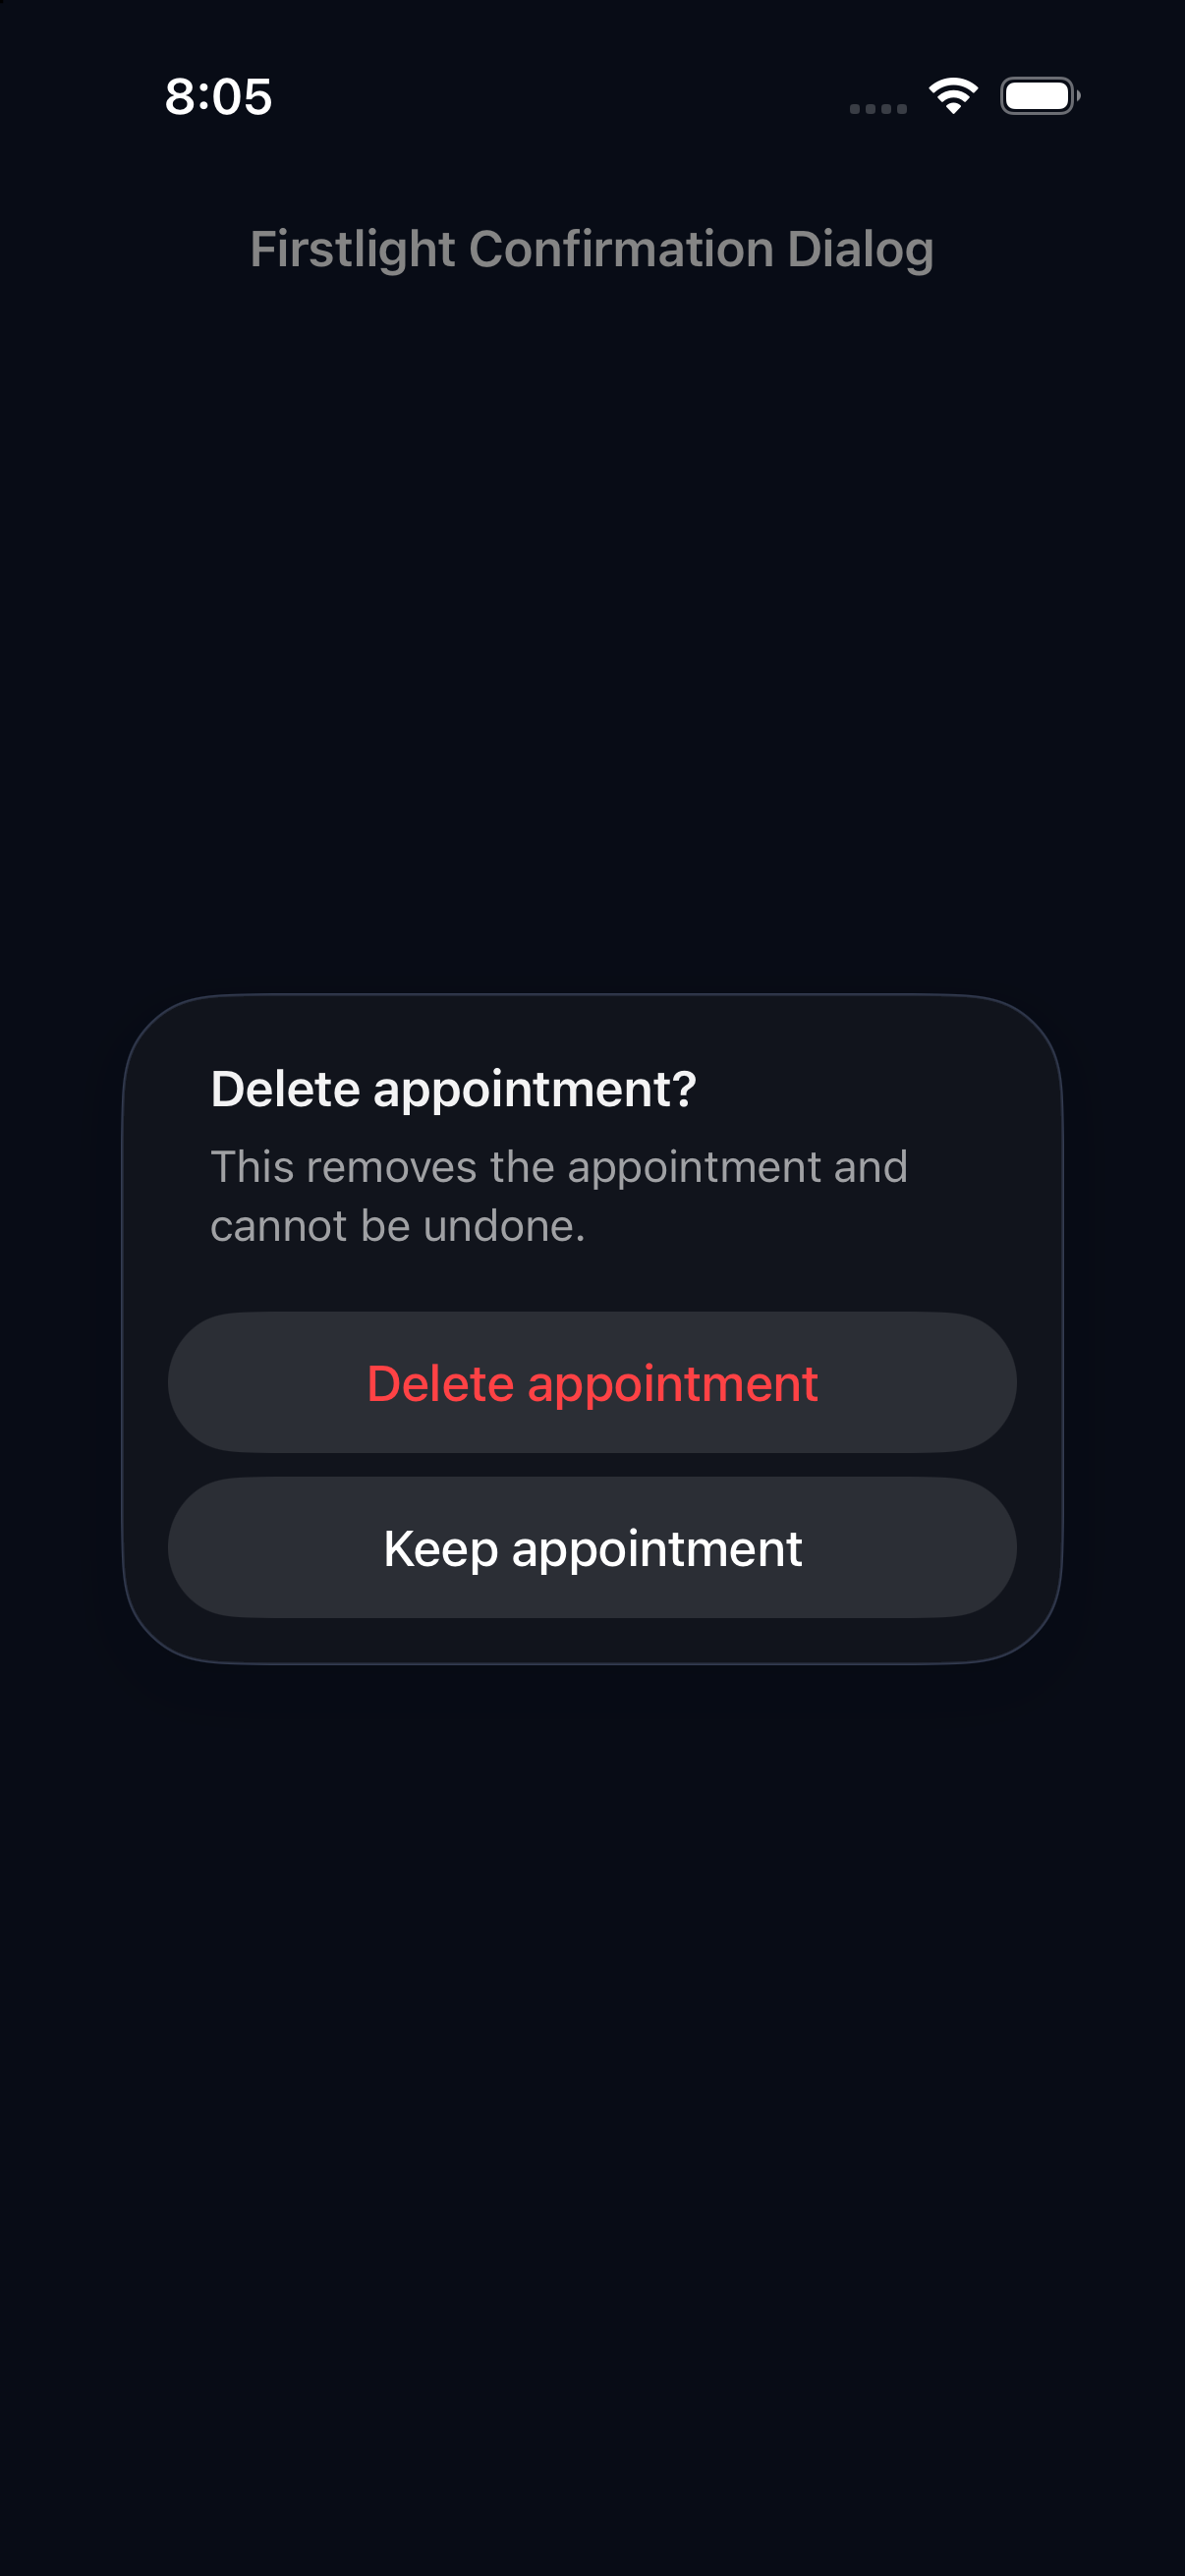 8:05
Firstlight Confirmation Dialog
Delete appointment?
This removes the appointment and
cannot be undone.
Delete appointment
Keep appointment